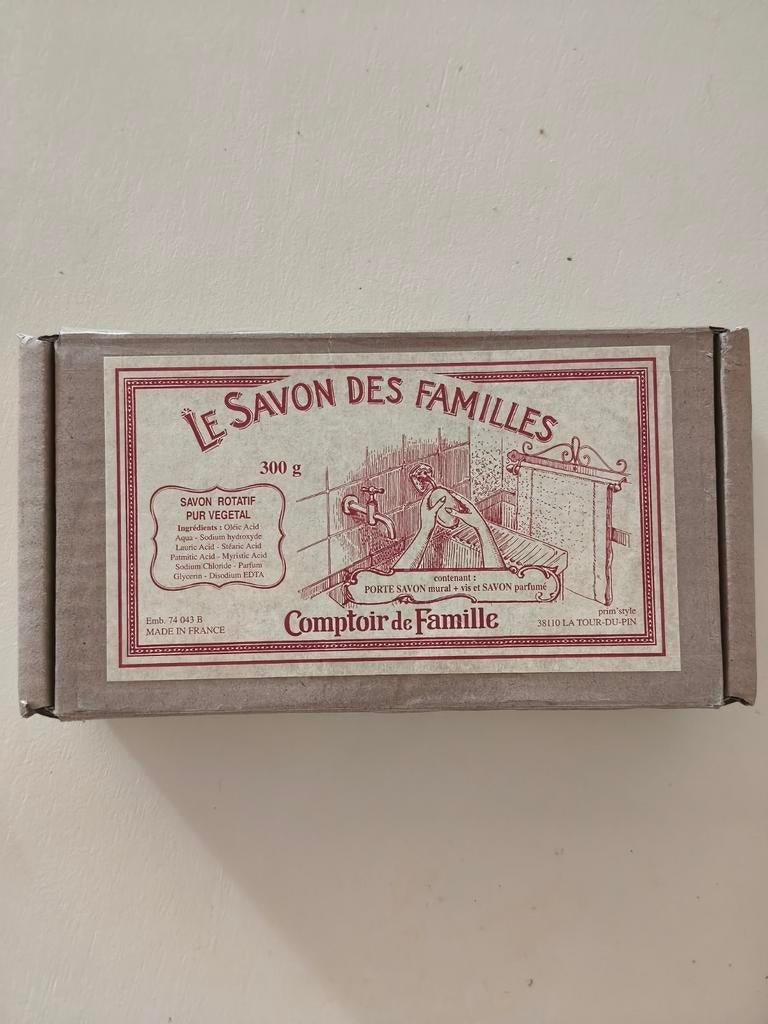 LE SAVON DES FAMILLES
300 g
SAVON ROTATIF
PUR VEGETAL
Ingrédients : Oléic Acid
Aqua - Sodium hydroxyde
Lauric Acid - Stéaric Acid
Patmitic Acid - Myristic Acid
Sodium Chloride - Parfum
Glycerin - Disodium EDTA
contenant :
PORTE SAVON mural + vis et SAVON parfumé
Emb. 74 043 B
MADE IN FRANCE
Comptoir de Famille
prim'style
38110 LA TOUR-DU-PIN